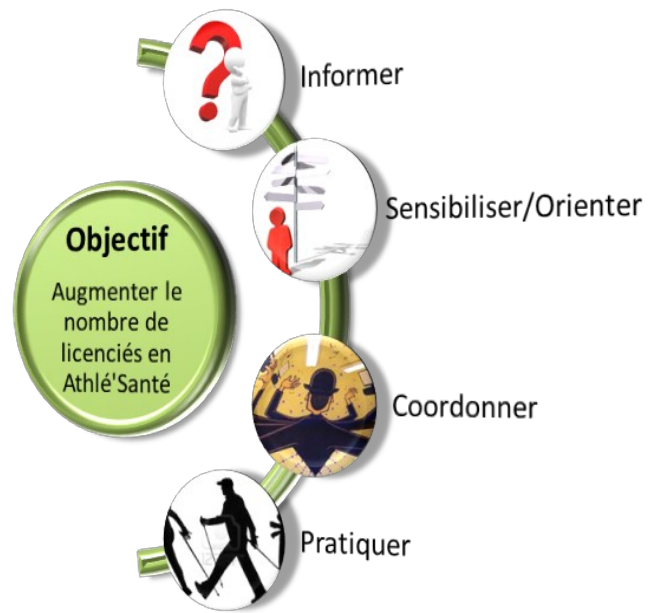 Informer
Sensibiliser/Orienter
Objectif
Augmenter le
nombre de
licenciés en
Athlé'Santé
Coordonner
Pratiquer